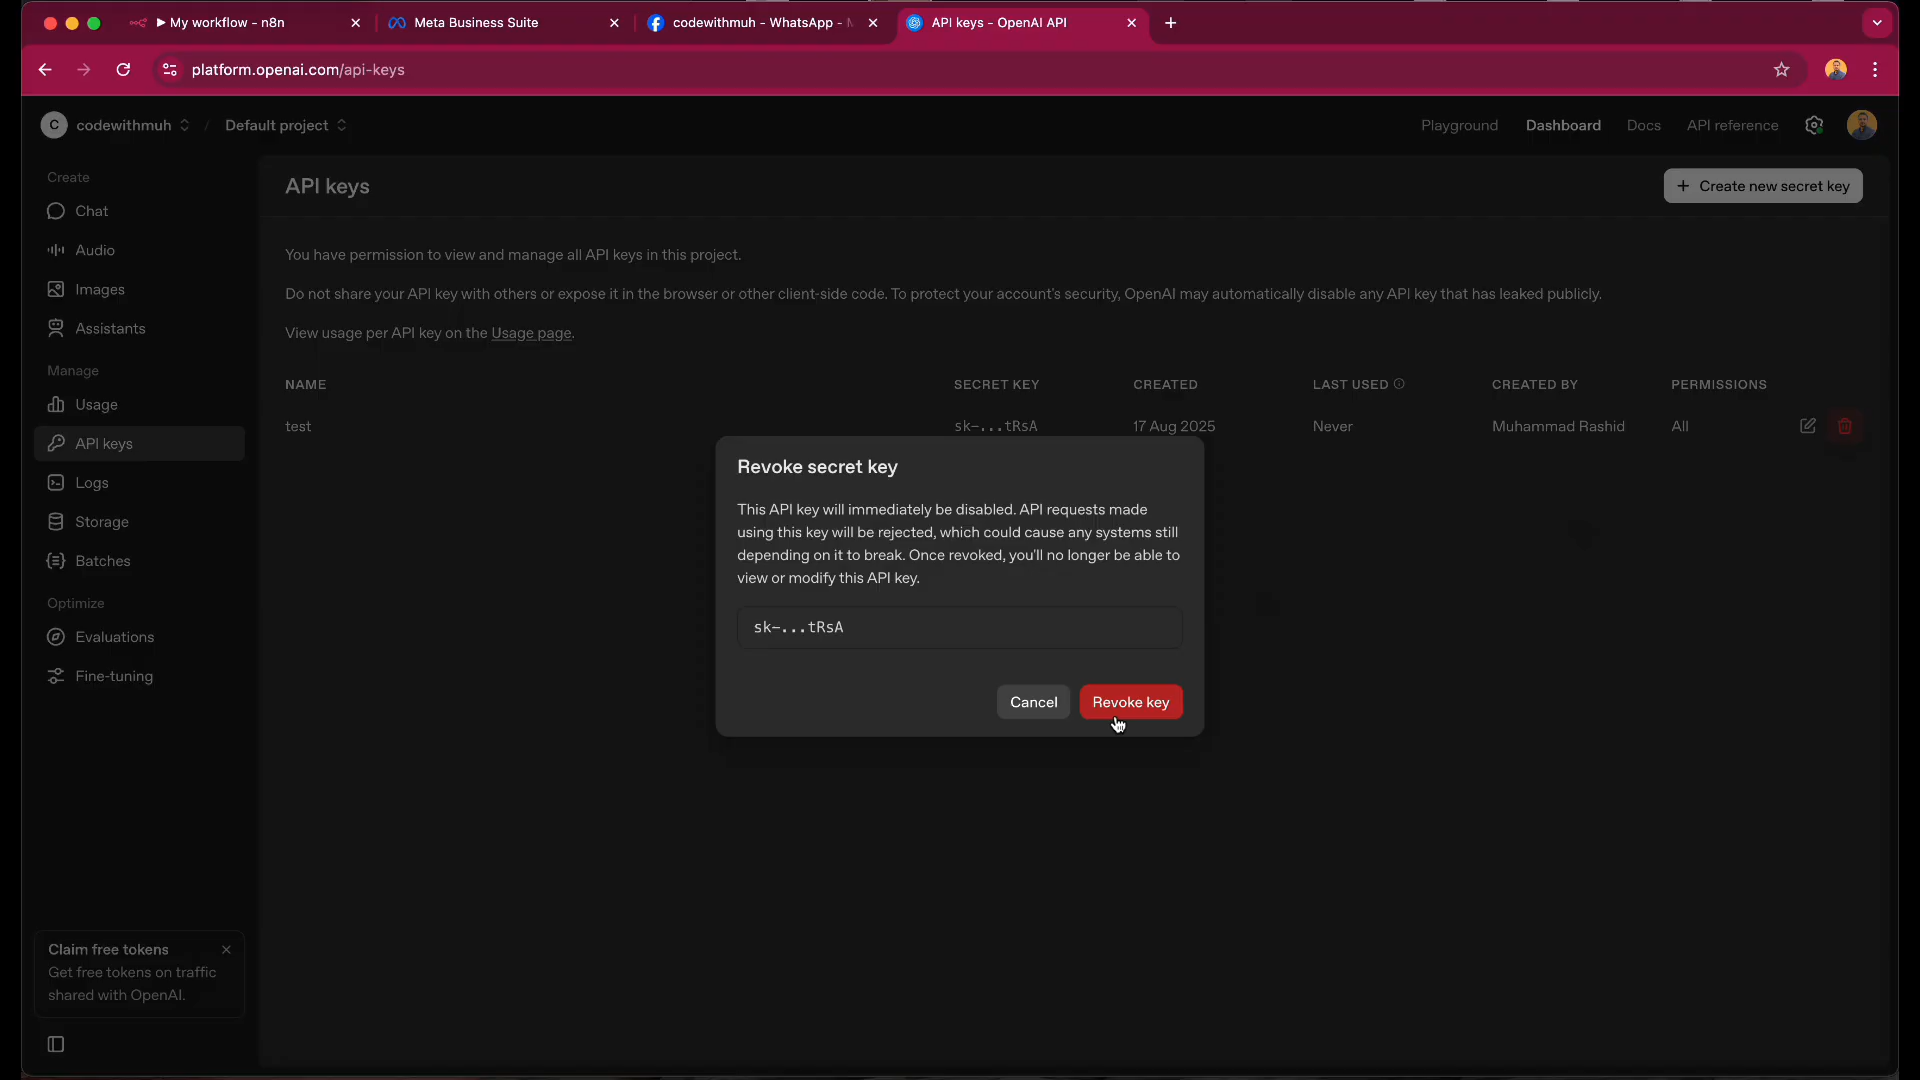 My workflow - n8n
Meta Business Suite
codewithmuh - WhatsApp -
API keys - OpenAI API
platform.openai.com/api-keys
C codewithmuh / Default project
Playground Dashboard Docs API reference
Create
Chat
Audio
Images
Assistants
Manage
Usage
API keys
Logs
Storage
Batches
Optimize
Evaluations
Fine-tuning
Claim free tokens
Get free tokens on traffic
shared with OpenAI.
API keys
+ Create new secret key
You have permission to view and manage all API keys in this project.
Do not share your API key with others or expose it in the browser or other client-side code. To protect your account's security, OpenAI may automatically disable any API key that has leaked publicly.
View usage per API key on the Usage page.
NAME SECRET KEY CREATED LAST USED CREATED BY PERMISSIONS
test sk-...tRsA 17 Aug 2025 Never Muhammad Rashid All
Revoke secret key
This API key will immediately be disabled. API requests made
using this key will be rejected, which could cause any systems still
depending on it to break. Once revoked, you'll no longer be able to
view or modify this API key.
sk-...tRsA
Cancel Revoke key